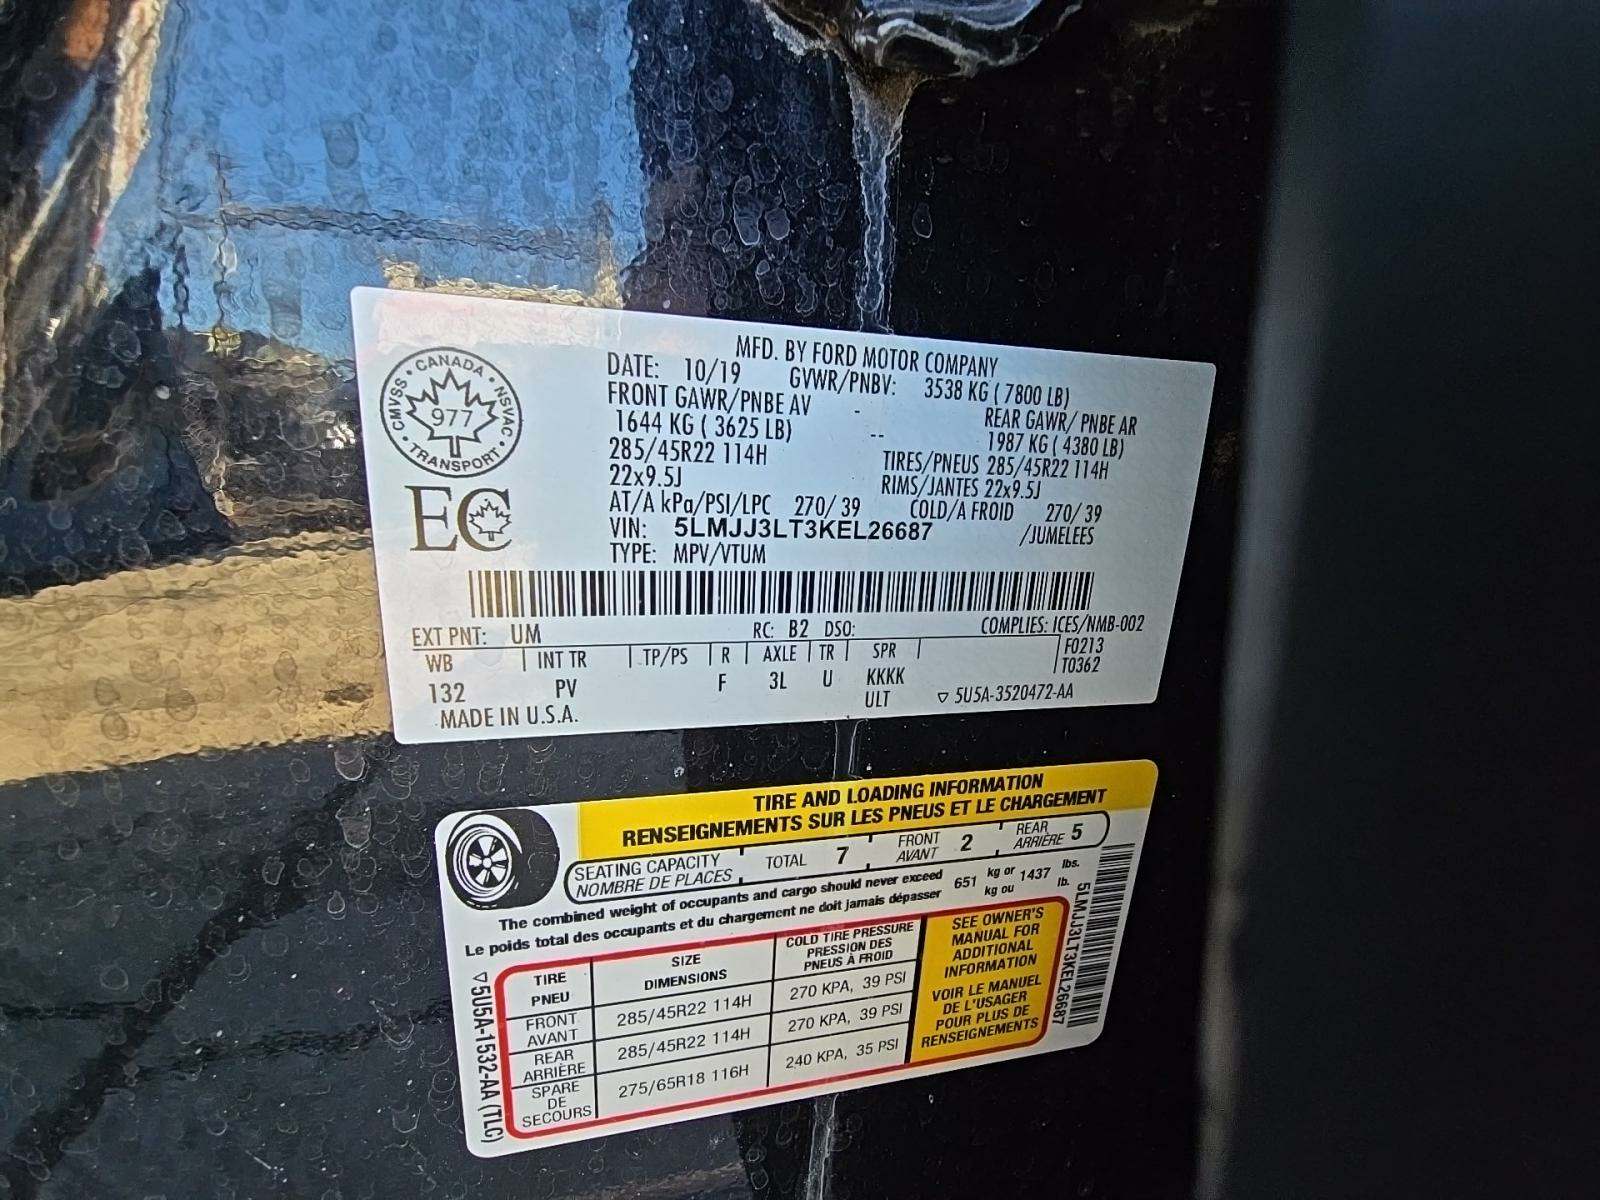 MFD. BY FORD MOTOR COMPANY
DATE: 10/19 GVWR/PNBV: 3538 KG ( 7800 LB)
FRONT GAWR/PNBE AV - REAR GAWR/ PNBE AR
1644 KG ( 3625 LB) -- 1987 KG ( 4380 LB)
285/45R22 114H TIRES/PNEUS 285/45R22 114H
22x9.5J RIMS/JANTES 22x9.5J
AT/A kPa/PSI/LPC 270/ 39 COLD/A FROID 270/ 39
VIN: 5LMJJ3LT3KEL26687 /JUMELEES
TYPE: MPV/VTUM
CANADA
CMVSS • NSVAC
977
TRANSPORT
EC
EXT PNT: UM RC: B2 DSO: COMPLIES: ICES/NMB-002
WB INT TR TP/PS R AXLE TR SPR F0213
T0362
132 PV F 3L U KKKK
ULT ▽ 5U5A-3520472-AA
MADE IN U.S.A.
TIRE AND LOADING INFORMATION
RENSEIGNEMENTS SUR LES PNEUS ET LE CHARGEMENT
SEATING CAPACITY
NOMBRE DE PLACES
TOTAL 7
FRONT
AVANT 2
REAR
ARRIÈRE 5
The combined weight of occupants and cargo should never exceed 651 kg or 1437 lbs.
Le poids total des occupants et du chargement ne doit jamais dépasser kg ou lb.
TIRE
PNEU
SIZE
DIMENSIONS
COLD TIRE PRESSURE
PRESSION DES
PNEUS À FROID
FRONT
AVANT
285/45R22 114H 270 KPA, 39 PSI
REAR
ARRIÈRE
285/45R22 114H 270 KPA, 39 PSI
SPARE
DE
SECOURS
275/65R18 116H 240 KPA, 35 PSI
SEE OWNER'S
MANUAL FOR
ADDITIONAL
INFORMATION
VOIR LE MANUEL
DE L'USAGER
POUR PLUS DE
RENSEIGNEMENTS
▽5U5A-1532-AA (TLC)
5LMJJ3LT3KEL26687